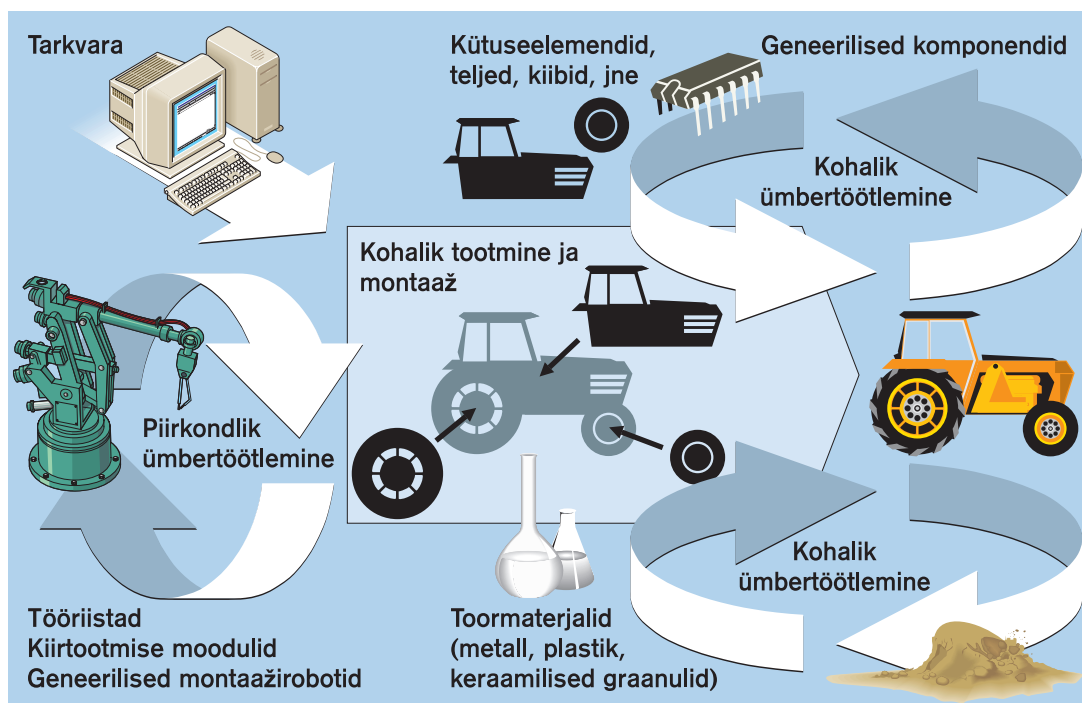 Tarkvara
Kütuseelemendid,
teljed, kiibid, jne
Geneerilised komponendid
Kohalik
ümbertöötlemine
Kohalik tootmine ja
montaaž
Piirkondlik
ümbertöötlemine
Kohalik
ümbertöötlemine
Tööriistad
Kiirtootmise moodulid
Geneerilised montaažirobotid
Toormaterjalid
(metall, plastik,
keraamilised graanulid)